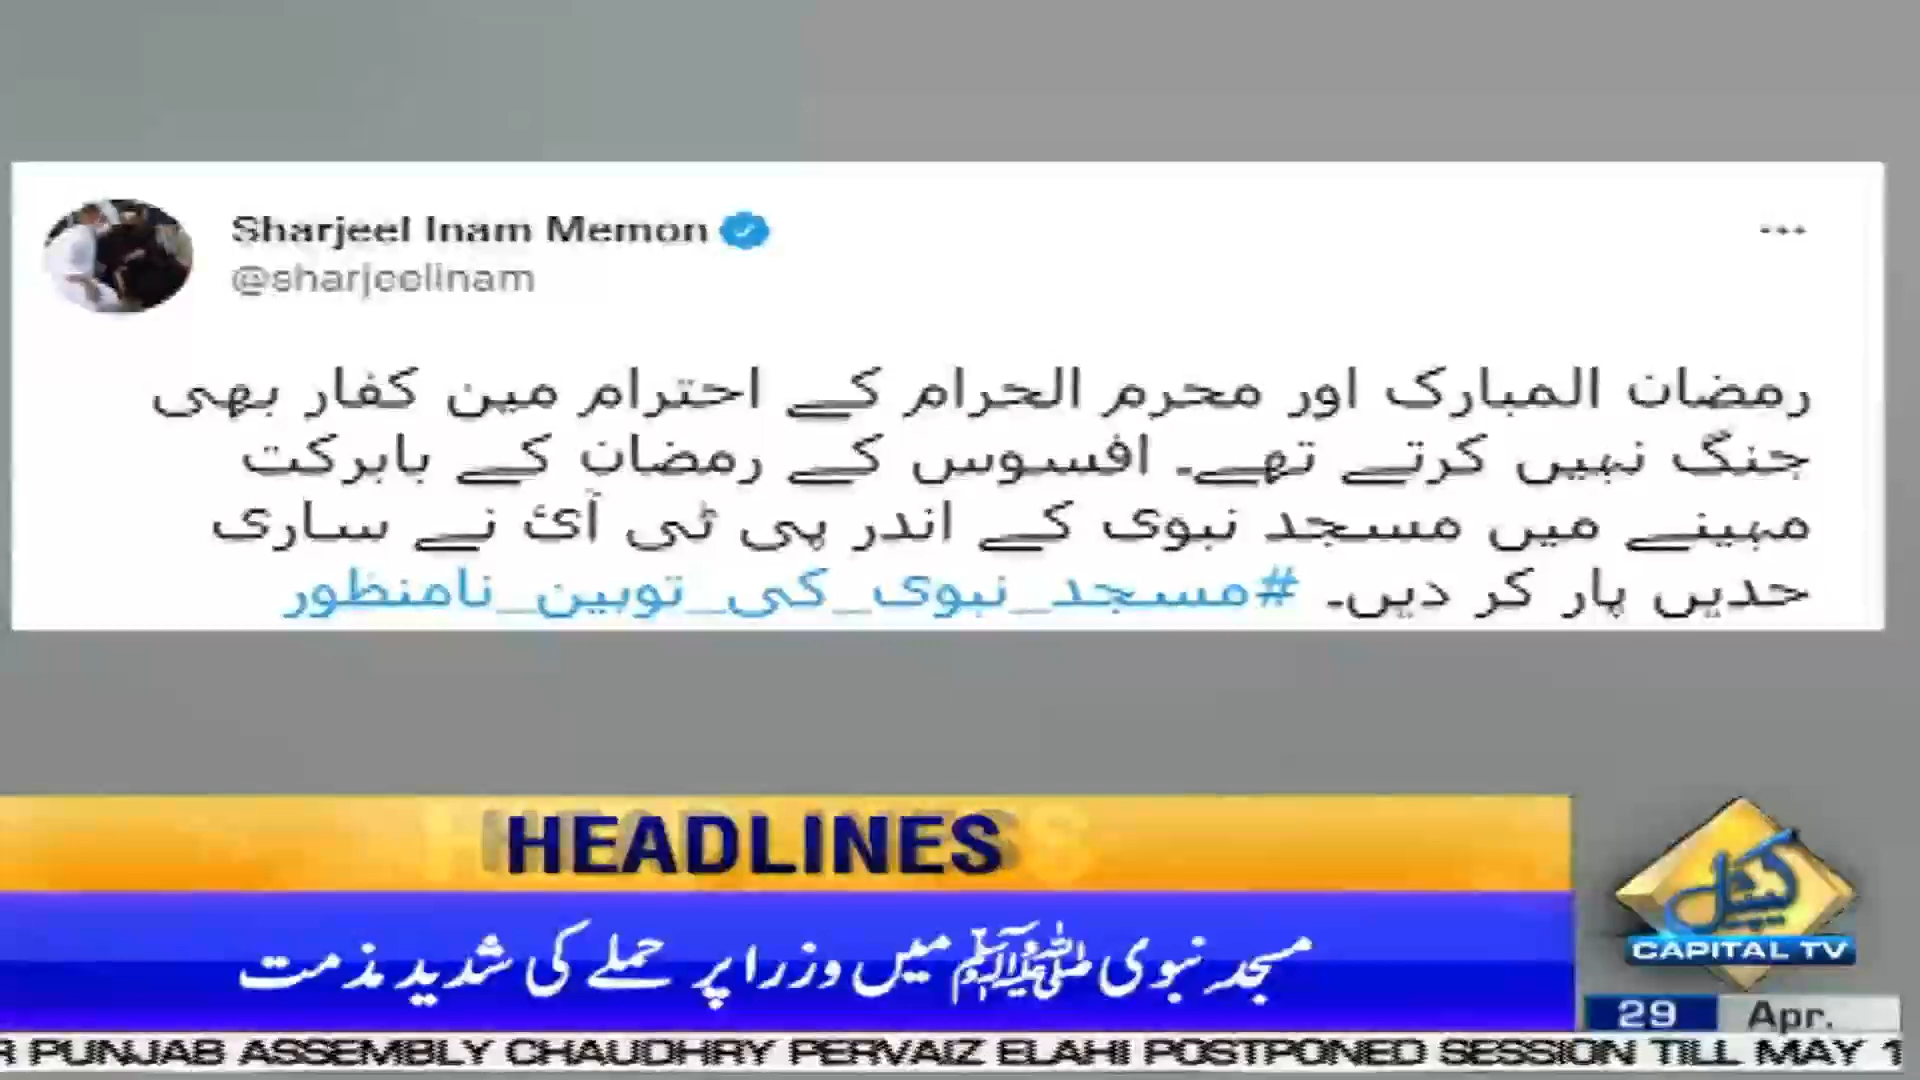 Sharjeel Inam Memon
@sharjeelinam
رمضان المبارک اور محرم الحرام کے احترام مین کفار بھی
جنگ نہیں کرتے تھے۔ افسوس کے رمضان کے بابرکت
مہینے میں مسجد نبوی کے اندر پی ٹی آئ نے ساری
حدیں پار کر دیں۔ #مسجد_نبوی_کی_توہین_نامنظور
HEADLINES
مسجد نبوی ﷺ میں وزرا پر حملے کی شدید مذمت
کیپیٹل
CAPITAL TV
29 Apr.
R PUNJAB ASSEMBLY CHAUDHRY PERVAIZ ELAHI POSTPONED SESSION TILL MAY 1